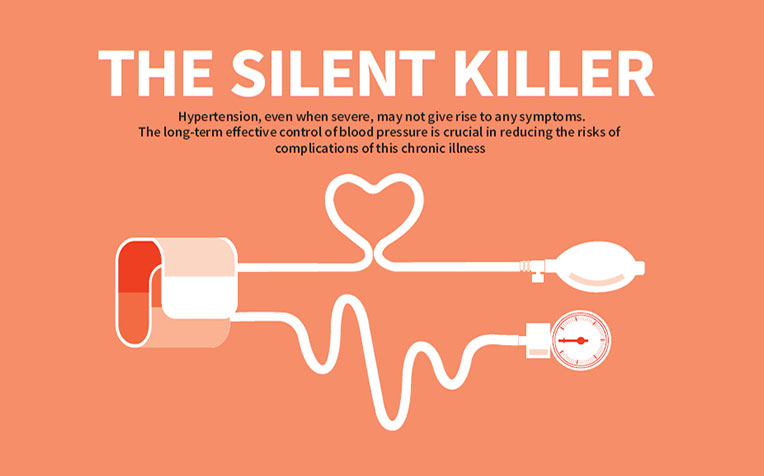 THE SILENT KILLER
Hypertension, even when severe, may not give rise to any symptoms.
The long-term effective control of blood pressure is crucial in reducing the risks of
complications of this chronic illness